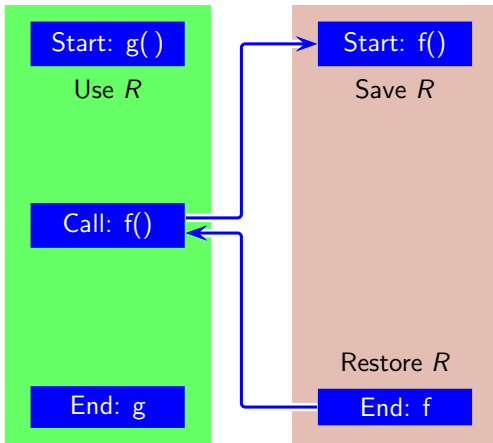 Start: g( )
Use R
Call: f()
End: g
Start: f()
Save R
Restore R
End: f